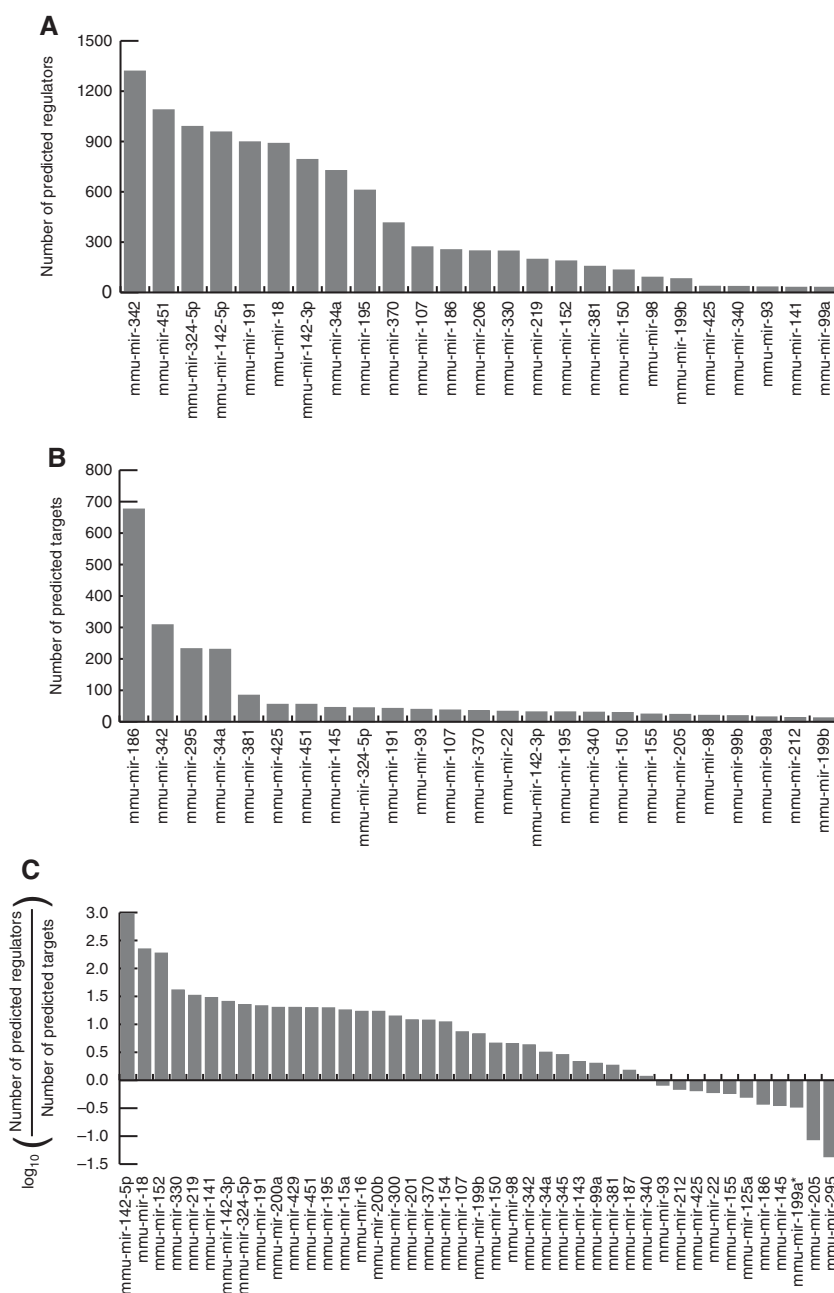 A
Number of predicted regulators
1500
1200
900
600
300
0
mmu-mir-342
mmu-mir-451
mmu-mir-324-5p
mmu-mir-142-5p
mmu-mir-191
mmu-mir-18
mmu-mir-142-3p
mmu-mir-34a
mmu-mir-195
mmu-mir-370
mmu-mir-107
mmu-mir-186
mmu-mir-206
mmu-mir-330
mmu-mir-219
mmu-mir-152
mmu-mir-381
mmu-mir-150
mmu-mir-98
mmu-mir-199b
mmu-mir-425
mmu-mir-340
mmu-mir-93
mmu-mir-141
mmu-mir-99a
B
Number of predicted targets
800
700
600
500
400
300
200
100
0
mmu-mir-186
mmu-mir-342
mmu-mir-295
mmu-mir-34a
mmu-mir-381
mmu-mir-425
mmu-mir-451
mmu-mir-145
mmu-mir-324-5p
mmu-mir-191
mmu-mir-93
mmu-mir-107
mmu-mir-370
mmu-mir-22
mmu-mir-142-3p
mmu-mir-195
mmu-mir-340
mmu-mir-150
mmu-mir-155
mmu-mir-205
mmu-mir-98
mmu-mir-99b
mmu-mir-99a
mmu-mir-212
mmu-mir-199b
C
log10 ( Number of predicted regulators
Number of predicted targets )
3.0
2.5
2.0
1.5
1.0
0.5
0.0
−0.5
−1.0
−1.5
mmu-mir-142-5p
mmu-mir-18
mmu-mir-152
mmu-mir-330
mmu-mir-219
mmu-mir-141
mmu-mir-142-3p
mmu-mir-324-5p
mmu-mir-191
mmu-mir-200a
mmu-mir-429
mmu-mir-451
mmu-mir-195
mmu-mir-15a
mmu-mir-16
mmu-mir-200b
mmu-mir-300
mmu-mir-201
mmu-mir-370
mmu-mir-154
mmu-mir-107
mmu-mir-199b
mmu-mir-150
mmu-mir-98
mmu-mir-342
mmu-mir-34a
mmu-mir-345
mmu-mir-143
mmu-mir-99a
mmu-mir-381
mmu-mir-187
mmu-mir-340
mmu-mir-93
mmu-mir-212
mmu-mir-425
mmu-mir-22
mmu-mir-155
mmu-mir-125a
mmu-mir-186
mmu-mir-145
mmu-mir-199a*
mmu-mir-205
mmu-mir-295